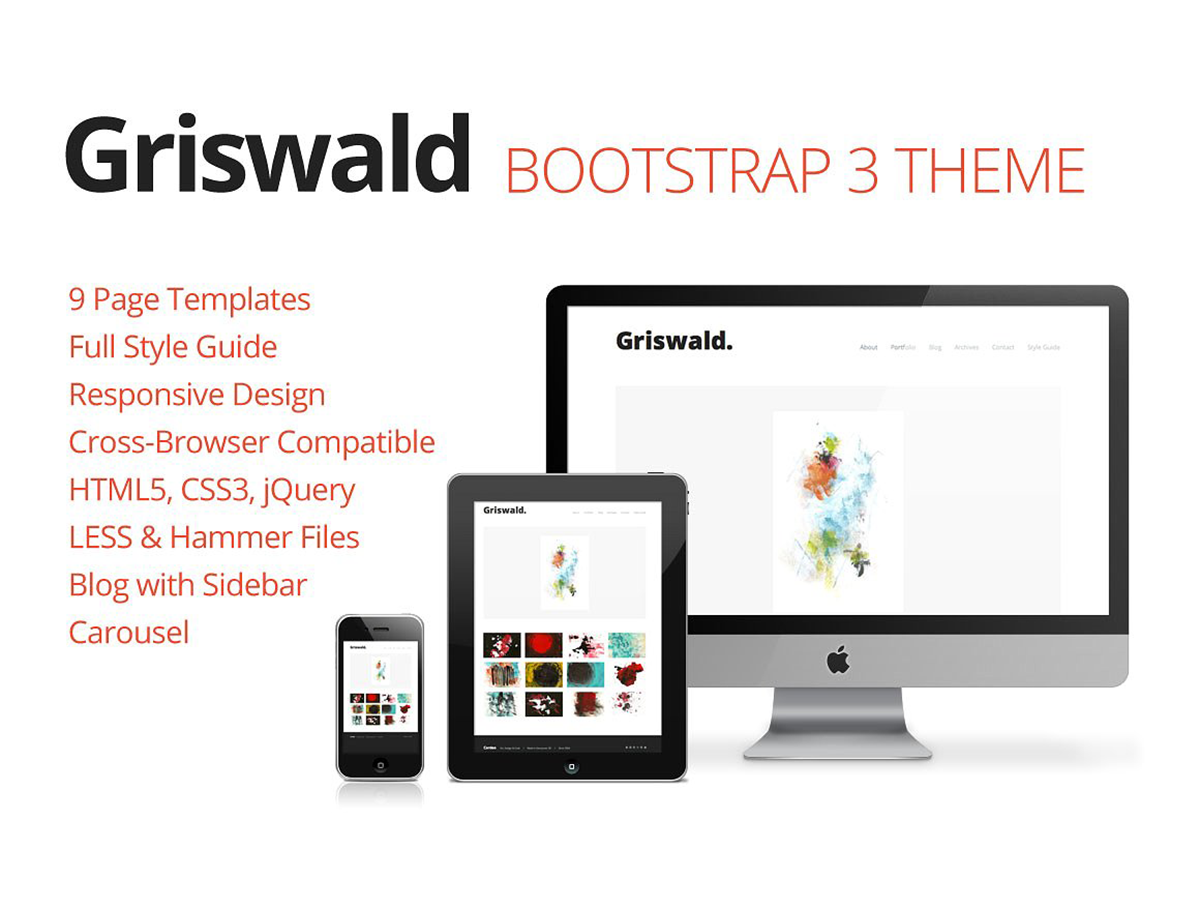 Griswald BOOTSTRAP 3 THEME
9 Page Templates
Full Style Guide
Responsive Design
Cross-Browser Compatible
HTML5, CSS3, jQuery
LESS & Hammer Files
Blog with Sidebar
Carousel
Griswald.
About Portfolio Blog Archives Contact Style Guide
Griswald.
Griswald.